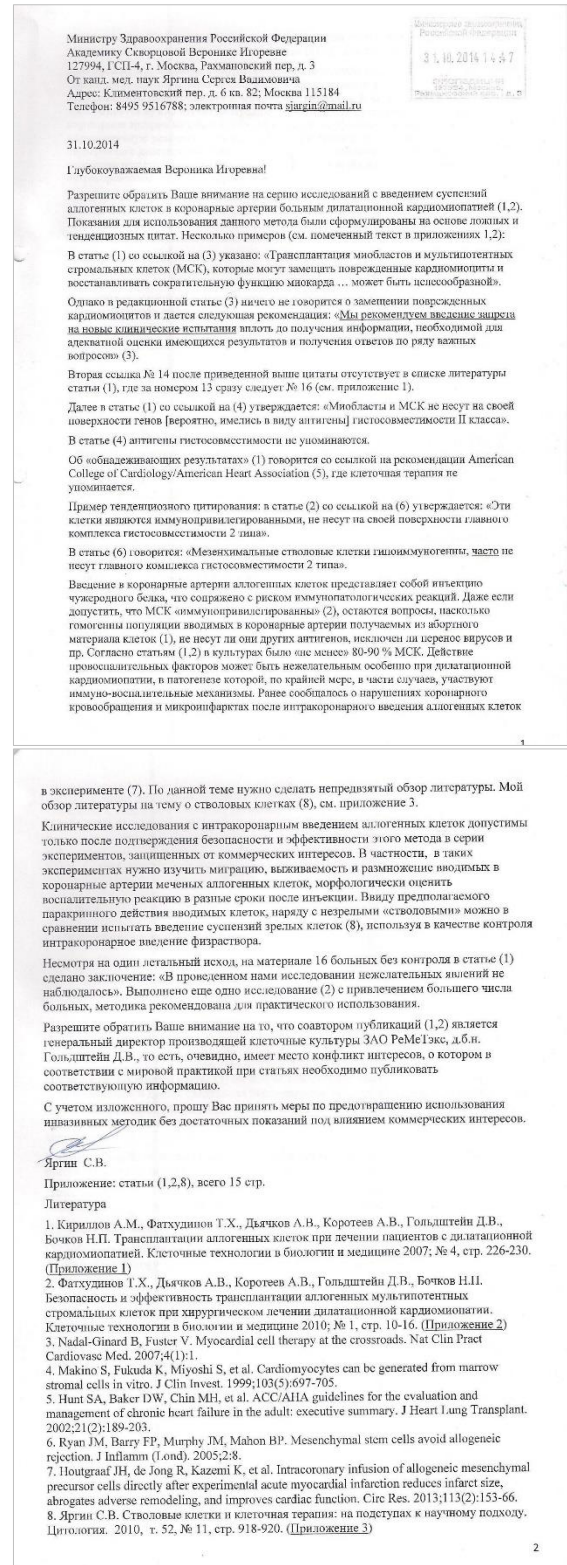 Министру Здравоохранения Российской Федерации
Академику Скворцовой Веронике Игоревне
127994, ГСП-4, г. Москва, Рахмановский пер, д. 3
От канд. мед. наук Яргина Сергея Вадимовича
Адрес: Климентовский пер. д. 6 кв. 82; Москва 115184
Телефон: 8495 9516788; электронная почта sjargin@mail.ru
31.10.2014 14:47
31.10.2014
Глубокоуважаемая Вероника Игоревна!
Разрешите обратить Ваше внимание на серию исследований с введением суспензий
аллогенных клеток в коронарные артерии больным дилатационной кардиомиопатией (1,2).
Показания для использования данного метода были сформулированы на основе ложных и
тенденциозных цитат. Несколько примеров (см. помеченный текст в приложениях 1,2):
В статье (1) со ссылкой на (3) указано: «Трансплантация миобластов и мультипотентных
стромальных клеток (МСК), которые могут замещать поврежденные кардиомиоциты и
восстанавливать сократительную функцию миокарда … может быть целесообразной».
Однако в редакционной статье (3) ничего не говорится о замещении поврежденных
кардиомиоцитов и дается следующая рекомендация: «Мы рекомендуем введение запрета
на новые клинические испытания вплоть до получения информации, необходимой для
адекватной оценки имеющихся результатов и получения ответов по ряду важных
вопросов» (3).
Вторая ссылка № 14 после приведенной выше цитаты отсутствует в списке литературы
статьи (1), где за номером 13 сразу следует № 16 (см. приложение 1).
Далее в статье (1) со ссылкой на (4) утверждается: «Миобласты и МСК не несут на своей
поверхности генов [вероятно, имелись в виду антигены] гистосовместимости II класса».
В статье (4) антигены гистосовместимости не упоминаются.
Об «обнадеживающих результатах» (1) говорится со ссылкой на рекомендации American
College of Cardiology/American Heart Association (5), где клеточная терапия не
упоминается.
Пример тенденциозного цитирования: в статье (2) со ссылкой на (6) утверждается: «Эти
клетки являются иммунопривилегированными, не несут на своей поверхности главного
комплекса гистосовместимости 2 типа».
В статье (6) говорится: «Мезенхимальные стволовые клетки гипоиммуногенны, часто не
несут главного комплекса гистосовместимости 2 типа».
Введение в коронарные артерии аллогенных клеток представляет собой инъекцию
чужеродного белка, что сопряжено с риском иммунопатологических реакций. Даже если
допустить, что МСК «иммунопривилегированны» (2), остаются вопросы, насколько
гомогенны популяции вводимых в коронарные артерии получаемых из абортного
материала клеток (1), не несут ли они других антигенов, исключен ли перенос вирусов и
пр. Согласно статьям (1,2) в культурах было «не менее» 80-90 % МСК. Действие
провоспалительных факторов может быть нежелательным особенно при дилатационной
кардиомиопатии, в патогенезе которой, по крайней мере, в части случаев, участвуют
иммуно-воспалительные механизмы. Ранее сообщалось о нарушениях коронарного
кровообращения и микроинфарктах после интракоронарного введения аллогенных клеток
1
в эксперименте (7). По данной теме нужно сделать непредвзятый обзор литературы. Мой
обзор литературы на тему о стволовых клетках (8), см. приложение 3.
Клинические исследования с интракоронарным введением аллогенных клеток допустимы
только после подтверждения безопасности и эффективности этого метода в серии
экспериментов, защищенных от коммерческих интересов. В частности, в таких
экспериментах нужно изучить миграцию, выживаемость и размножение вводимых в
коронарные артерии меченых аллогенных клеток, морфологически оценить
воспалительную реакцию в разные сроки после инъекции. Ввиду предполагаемого
паракринного действия вводимых клеток, наряду с незрелыми «стволовыми» можно в
сравнении испытать введение суспензий зрелых клеток (8), используя в качестве контроля
интракоронарное введение физраствора.
Несмотря на один летальный исход, на материале 16 больных без контроля в статье (1)
сделано заключение: «В проведенном нами исследовании нежелательных явлений не
наблюдалось». Выполнено еще одно исследование (2) с привлечением большего числа
больных, методика рекомендована для практического использования.
Разрешите обратить Ваше внимание на то, что соавтором публикаций (1,2) является
генеральный директор производящей клеточные культуры ЗАО РеМеТэкс, д.б.н.
Гольдштейн Д.В., то есть, очевидно, имеет место конфликт интересов, о котором в
соответствии с мировой практикой при статьях необходимо публиковать
соответствующую информацию.
С учетом изложенного, прошу Вас принять меры по предотвращению использования
инвазивных методик без достаточных показаний под влиянием коммерческих интересов.
Яргин С.В.
Приложение: статьи (1,2,8), всего 15 стр.
Литература
1. Кириллов А.М., Фатхудинов Т.Х., Дьячков А.В., Коротеев А.В., Гольдштейн Д.В.,
Бочков Н.П. Трансплантация аллогенных клеток при лечении пациентов с дилатационной
кардиомиопатией. Клеточные технологии в биологии и медицине 2007; № 4, стр. 226-230.
(Приложение 1)
2. Фатхудинов Т.Х., Дьячков А.В., Коротеев А.В., Гольдштейн Д.В., Бочков Н.П.
Безопасность и эффективность трансплантации аллогенных мультипотентных
стромальных клеток при хирургическом лечении дилатационной кардиомиопатии.
Клеточные технологии в биологии и медицине 2010; № 1, стр. 10-16. (Приложение 2)
3. Nadal-Ginard B, Fuster V. Myocardial cell therapy at the crossroads. Nat Clin Pract
Cardiovasc Med. 2007;4(1):1.
4. Makino S, Fukuda K, Miyoshi S, et al. Cardiomyocytes can be generated from marrow
stromal cells in vitro. J Clin Invest. 1999;103(5):697-705.
5. Hunt SA, Baker DW, Chin MH, et al. ACC/AHA guidelines for the evaluation and
management of chronic heart failure in the adult: executive summary. J Heart Lung Transplant.
2002;21(2):189-203.
6. Ryan JM, Barry FP, Murphy JM, Mahon BP. Mesenchymal stem cells avoid allogeneic
rejection. J Inflamm (Lond). 2005;2:8.
7. Houtgraaf JH, de Jong R, Kazemi K, et al. Intracoronary infusion of allogeneic mesenchymal
precursor cells directly after experimental acute myocardial infarction reduces infarct size,
abrogates adverse remodeling, and improves cardiac function. Circ Res. 2013;113(2):153-66.
8. Яргин С.В. Стволовые клетки и клеточная терапия: на подступах к научному подходу.
Цитология. 2010, т. 52, № 11, стр. 918-920. (Приложение 3)
2